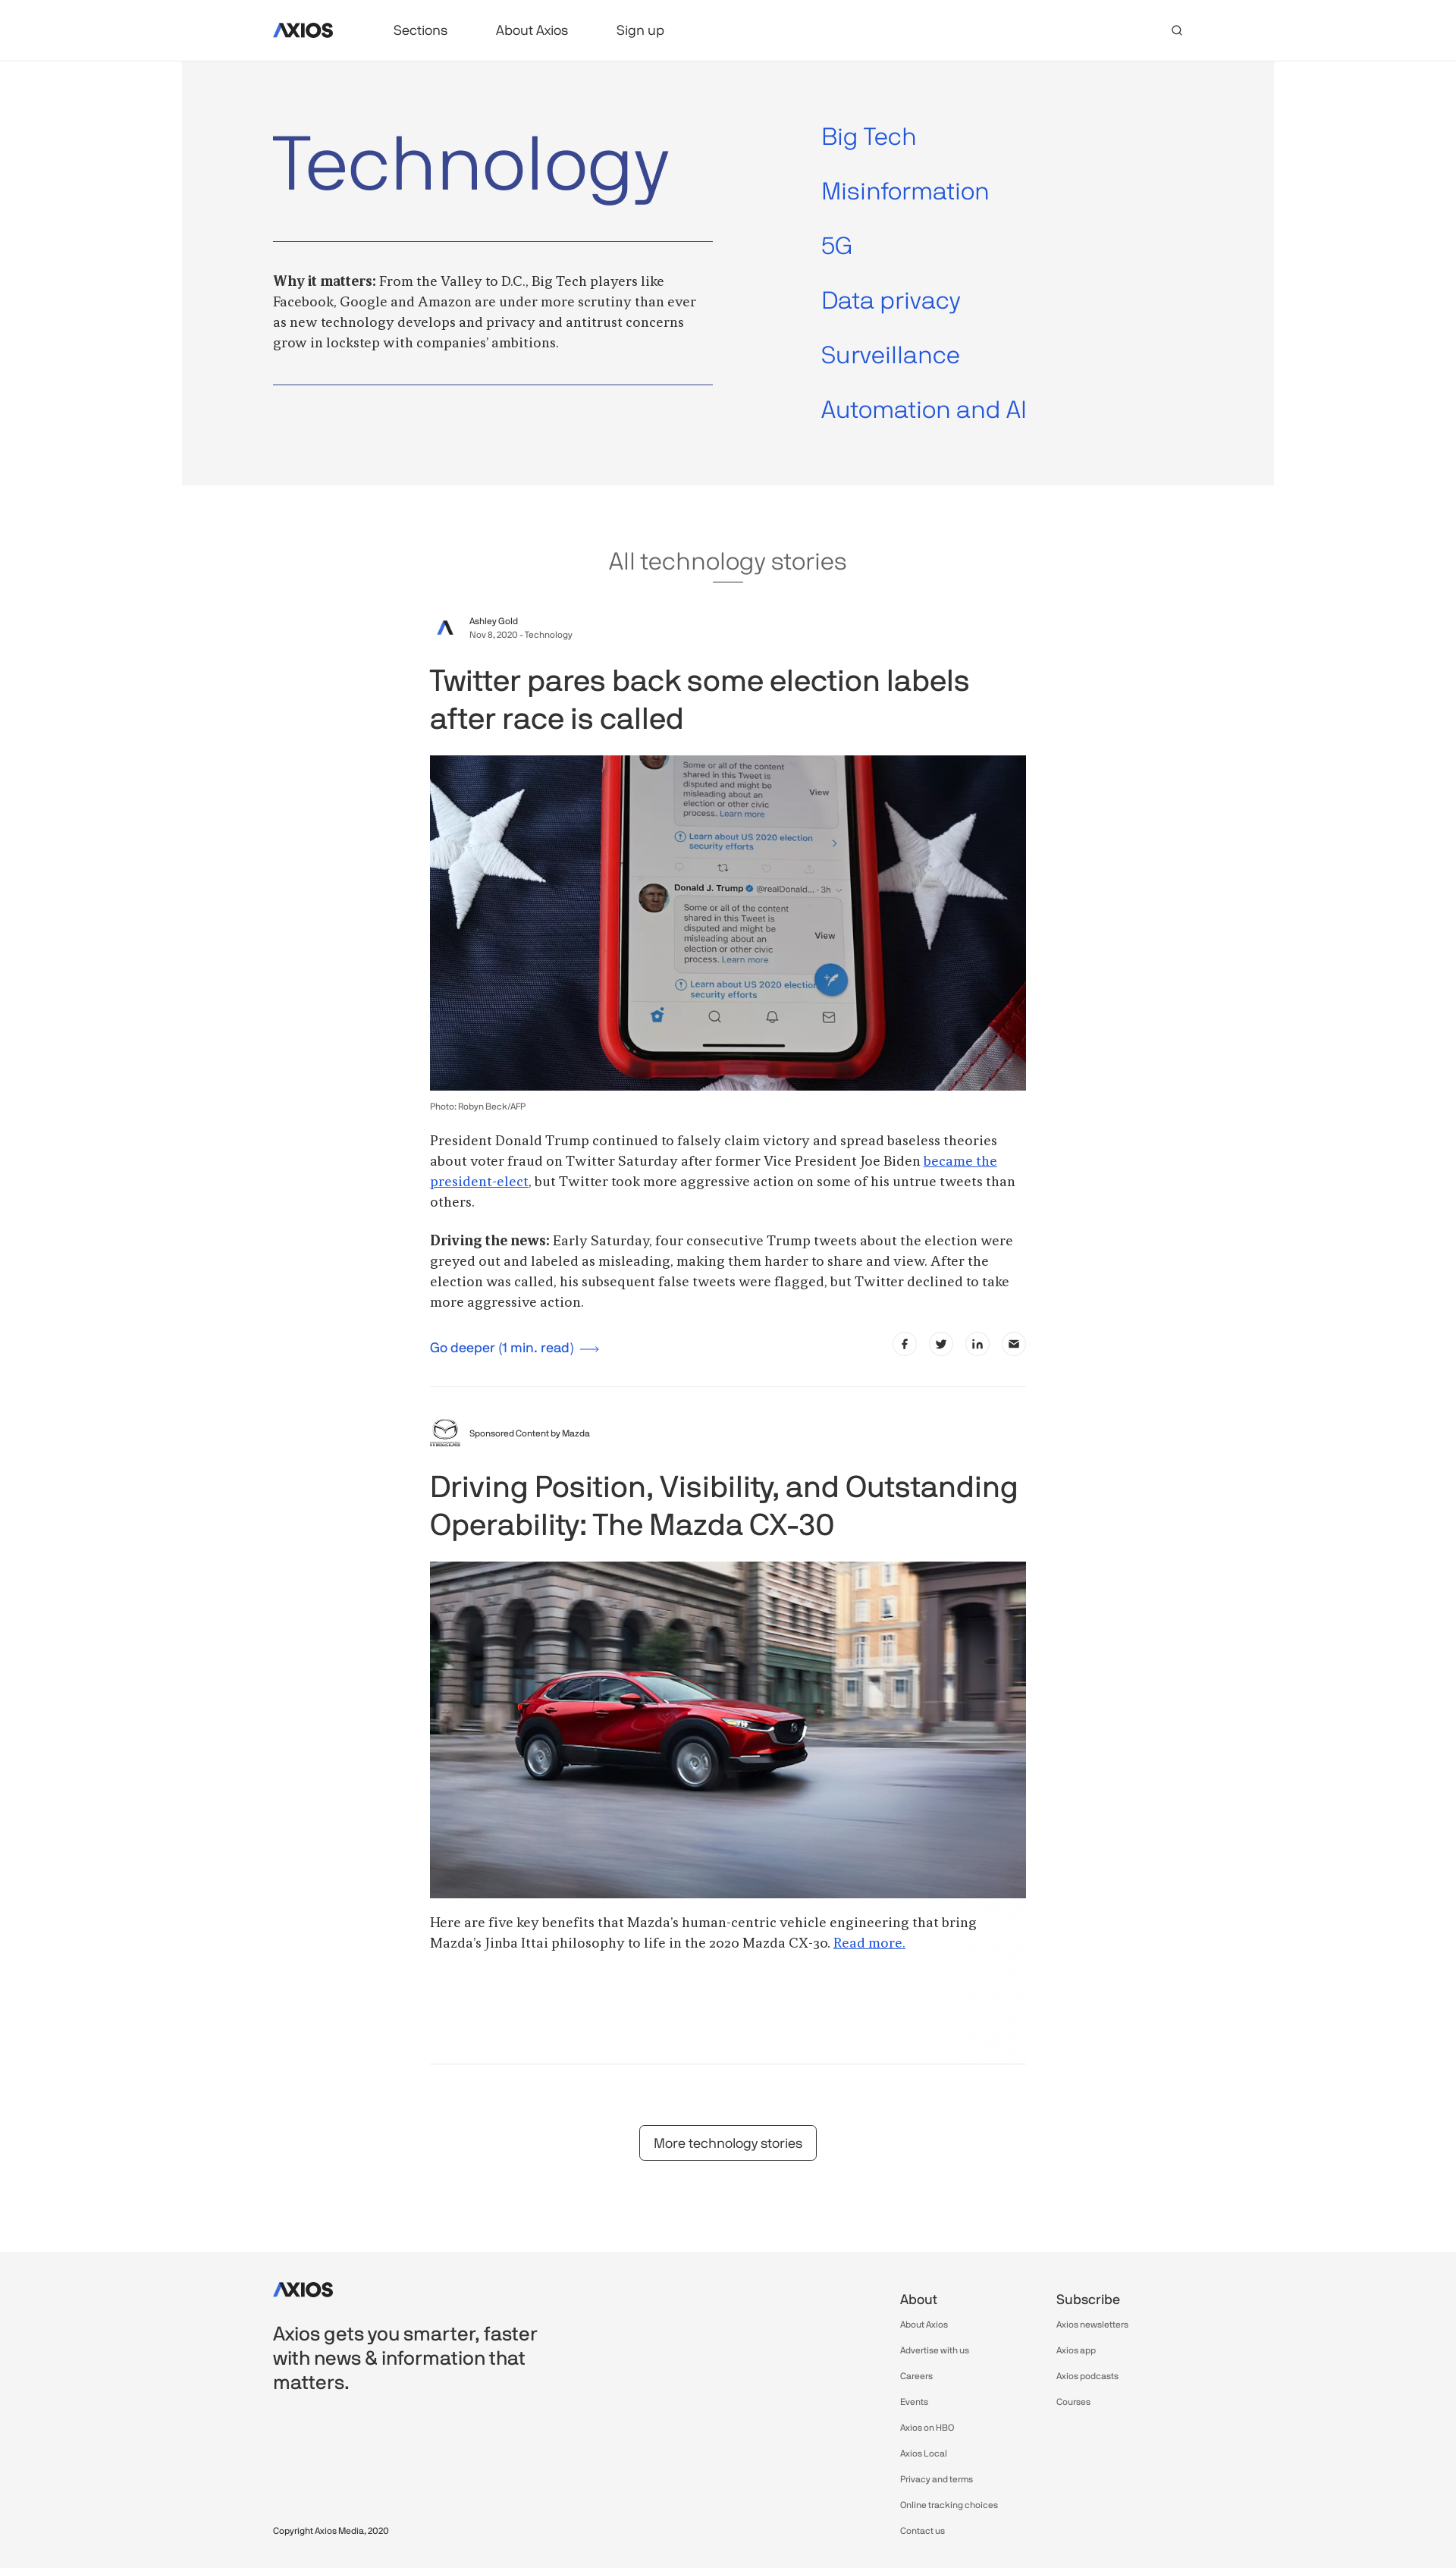 AXIOS
Sections
About Axios
Sign up
Technology
Why it matters: From the Valley to D.C., Big Tech players like
Facebook, Google and Amazon are under more scrutiny than ever
as new technology develops and privacy and antitrust concerns
grow in lockstep with companies’ ambitions.
Big Tech
Misinformation
5G
Data privacy
Surveillance
Automation and AI
All technology stories
Ashley Gold
Nov 8, 2020 - Technology
Twitter pares back some election labels
after race is called
Some or all of the content
shared in this Tweet is
disputed and might be
misleading about an
election or other civic
process. Learn more
View
Learn about US 2020 election
security efforts
Donald J. Trump @realDonald... · 3h
Some or all of the content
shared in this Tweet is
disputed and might be
misleading about an
election or other civic
process. Learn more
View
Learn about US 2020 election
security efforts
Photo: Robyn Beck/AFP
President Donald Trump continued to falsely claim victory and spread baseless theories
about voter fraud on Twitter Saturday after former Vice President Joe Biden became the
president-elect, but Twitter took more aggressive action on some of his untrue tweets than
others.
Driving the news: Early Saturday, four consecutive Trump tweets about the election were
greyed out and labeled as misleading, making them harder to share and view. After the
election was called, his subsequent false tweets were flagged, but Twitter declined to take
more aggressive action.
Go deeper (1 min. read)
Sponsored Content by Mazda
Driving Position, Visibility, and Outstanding
Operability: The Mazda CX-30
Here are five key benefits that Mazda’s human-centric vehicle engineering that bring
Mazda’s Jinba Ittai philosophy to life in the 2020 Mazda CX-30. Read more.
More technology stories
AXIOS
Axios gets you smarter, faster
with news & information that
matters.
Copyright Axios Media, 2020
About
About Axios
Advertise with us
Careers
Events
Axios on HBO
Axios Local
Privacy and terms
Online tracking choices
Contact us
Subscribe
Axios newsletters
Axios app
Axios podcasts
Courses